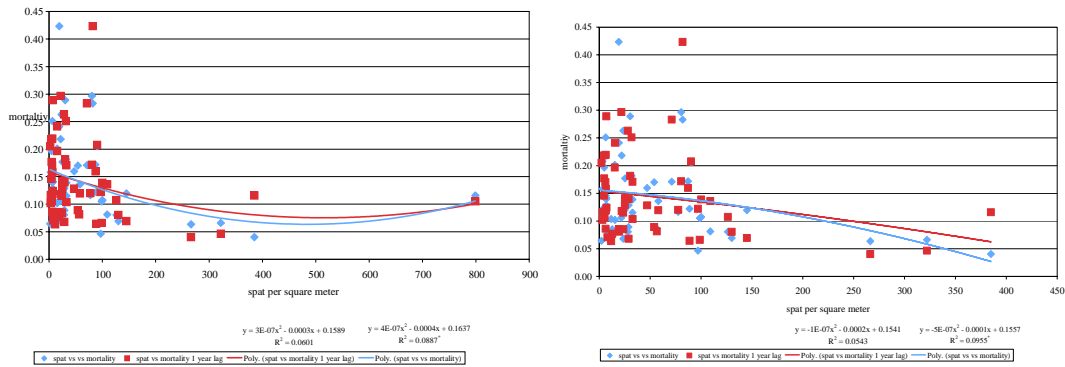 0.45
0.40
0.35
0.30
0.25
mortaltiy
0.20
0.15
0.10
0.05
0.00
0 100 200 300 400 500 600 700 800 900
spat per square meter
y = 3E-07x² - 0.0003x + 0.1589
R² = 0.0601
y = 4E-07x² - 0.0004x + 0.1637
R² = 0.0887*
spat vs vs mortality spat vs mortality 1 year lag Poly. (spat vs mortality 1 year lag) Poly. (spat vs vs mortality)
0.45
0.40
0.35
0.30
0.25
0.20
0.15
0.10
0.05
0.00
mortaltiy
0 50 100 150 200 250 300 350 400 450
spat per square meter
y = -1E-07x² - 0.0002x + 0.1541
R² = 0.0543
y = -5E-07x² - 0.0001x + 0.1557
R² = 0.0955*
spat vs vs mortality spat vs mortality 1 year lag Poly. (spat vs mortality 1 year lag) Poly. (spat vs vs mortality)